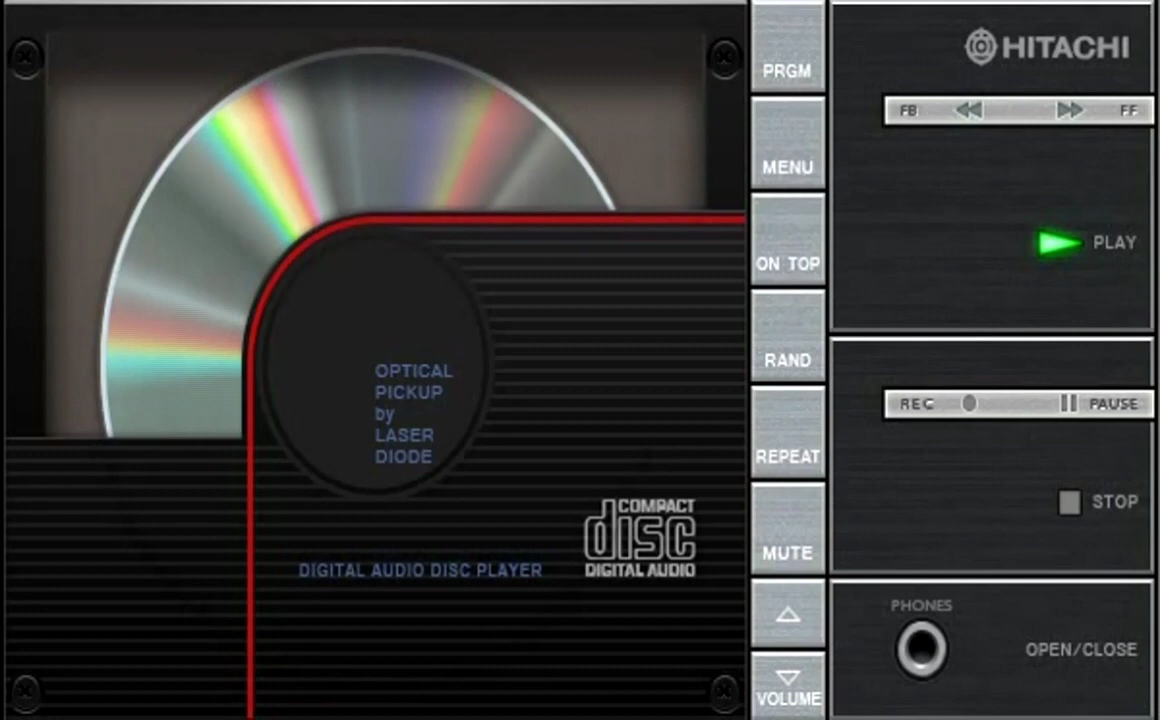 OPTICAL
PICKUP
by
LASER
DIODE
DIGITAL AUDIO DISC PLAYER
COMPACT
disc
DIGITAL AUDIO
PRGM
MENU
ON TOP
RAND
REPEAT
MUTE
VOLUME
HITACHI
FB FF
PLAY
REC PAUSE
STOP
PHONES
OPEN/CLOSE